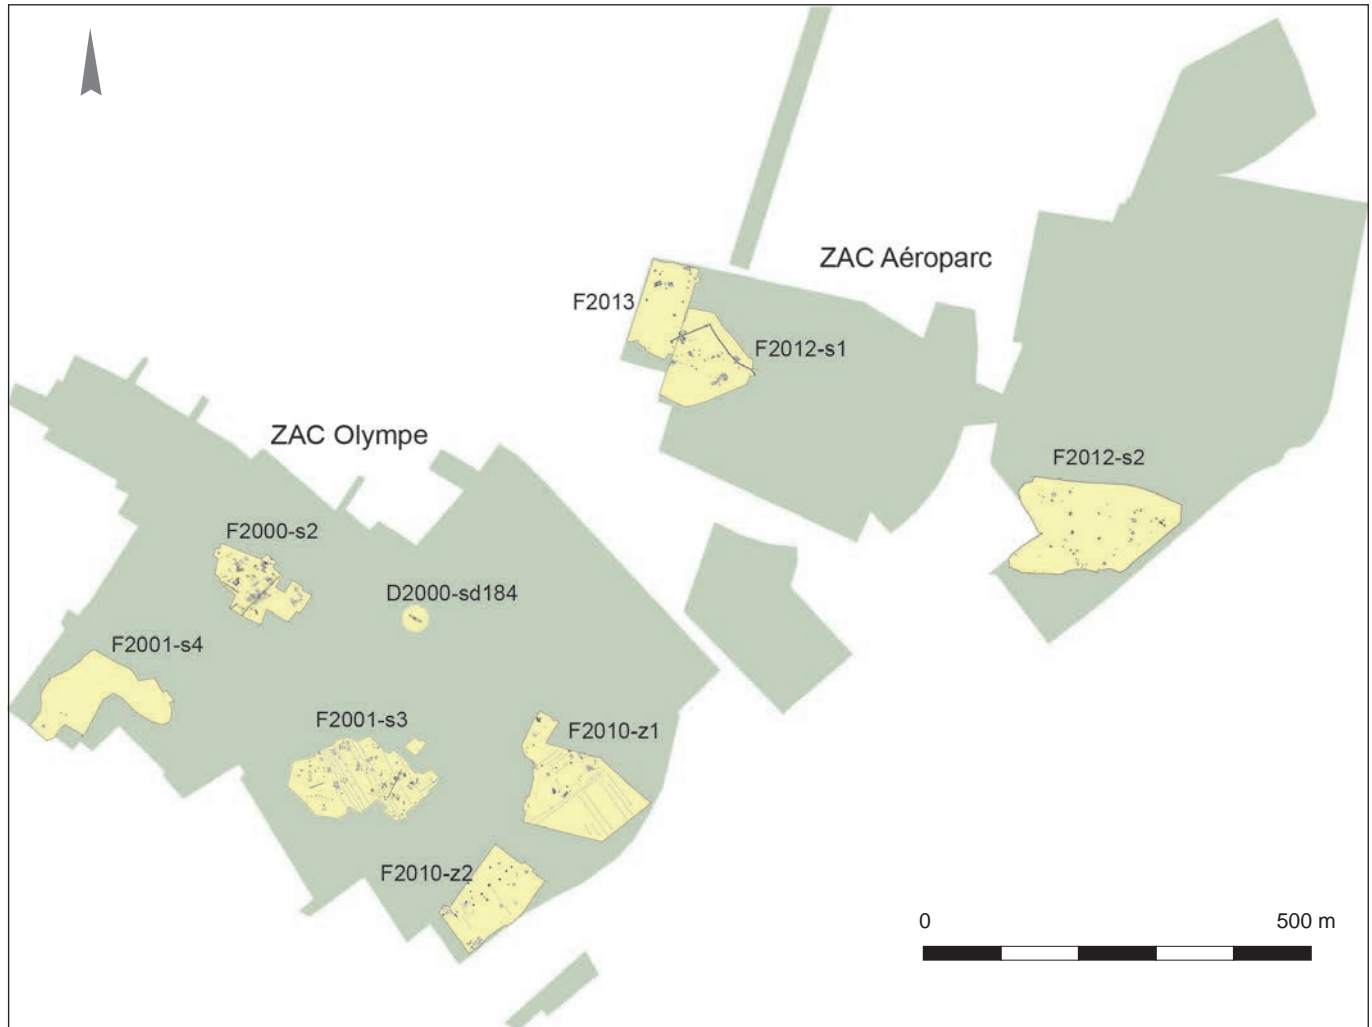 ZAC Aéroparc
F2013
F2012-s1
ZAC Olympe
F2012-s2
F2000-s2
D2000-sd184
F2001-s4
F2001-s3
F2010-z1
F2010-z2
0 500 m